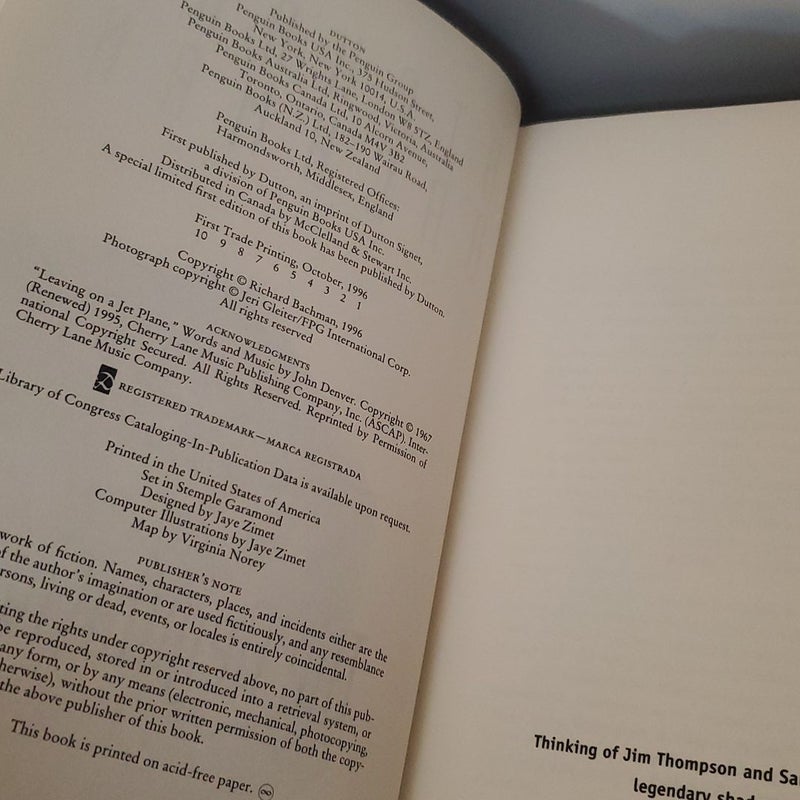 DUTTON
Published by the Penguin Group
Penguin Books USA Inc., 375 Hudson Street,
New York, New York 10014, U.S.A.
Penguin Books Ltd, 27 Wrights Lane, London W8 5TZ, England
Penguin Books Australia Ltd, Ringwood, Victoria, Australia
Penguin Books Canada Ltd, 10 Alcorn Avenue,
Toronto, Ontario, Canada M4V 3B2
Penguin Books (N.Z.) Ltd, 182–190 Wairau Road,
Auckland 10, New Zealand
Penguin Books Ltd, Registered Offices:
Harmondsworth, Middlesex, England
First published by Dutton, an imprint of Dutton Signet,
a division of Penguin Books USA Inc.
Distributed in Canada by McClelland & Stewart Inc.
A special limited first edition of this book has been published by Dutton.
First Trade Printing, October, 1996
10 9 8 7 6 5 4 3 2 1
Copyright © Richard Bachman, 1996
Photograph copyright © Jeri Gleiter/FPG International Corp.
All rights reserved
ACKNOWLEDGMENTS
"Leaving on a Jet Plane," Words and Music by John Denver. Copyright © 1967
(Renewed) 1995, Cherry Lane Music Publishing Company, Inc. (ASCAP). Inter-
national Copyright Secured. All Rights Reserved. Reprinted by Permission of
Cherry Lane Music Company.
REGISTERED TRADEMARK—MARCA REGISTRADA
Library of Congress Cataloging-In-Publication Data is available upon request.
Printed in the United States of America
Set in Stemple Garamond
Designed by Jaye Zimet
Computer Illustrations by Jaye Zimet
Map by Virginia Norey
PUBLISHER'S NOTE
work of fiction. Names, characters, places, and incidents either are the
of the author's imagination or are used fictitiously, and any resemblance
rsons, living or dead, events, or locales is entirely coincidental.
ting the rights under copyright reserved above, no part of this pub-
be reproduced, stored in or introduced into a retrieval system, or
any form, or by any means (electronic, mechanical, photocopying,
herwise), without the prior written permission of both the copy-
the above publisher of this book.
This book is printed on acid-free paper.
Thinking of Jim Thompson and Sa
legendary shad